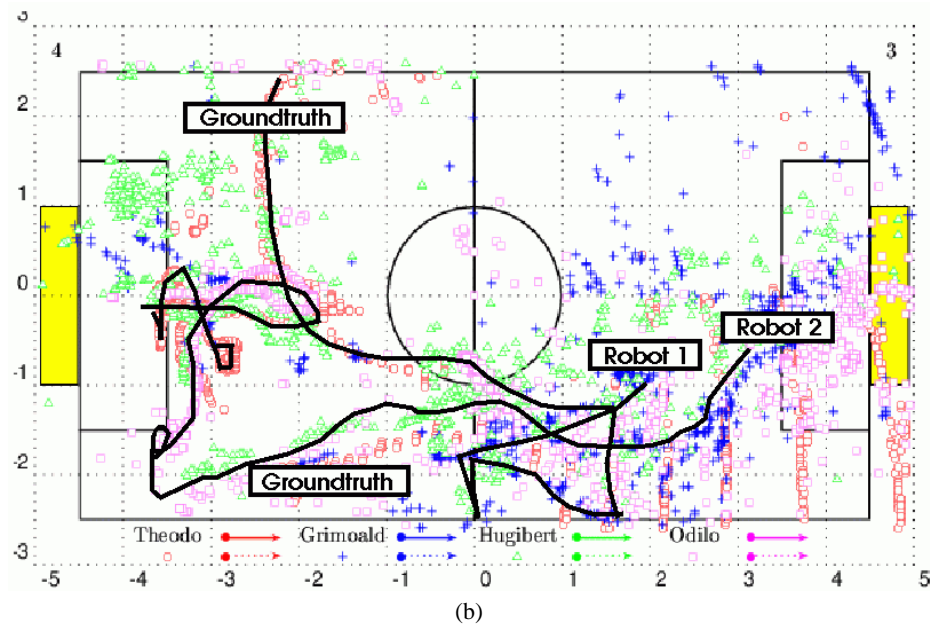 3
4
3
2
Groundtruth
1
0
Robot 2
Robot 1
-1
-2
Groundtruth
Theodo Grimoald Hugibert Odilo
-3
-5 -4 -3 -2 -1 0 1 2 3 4 5
(b)